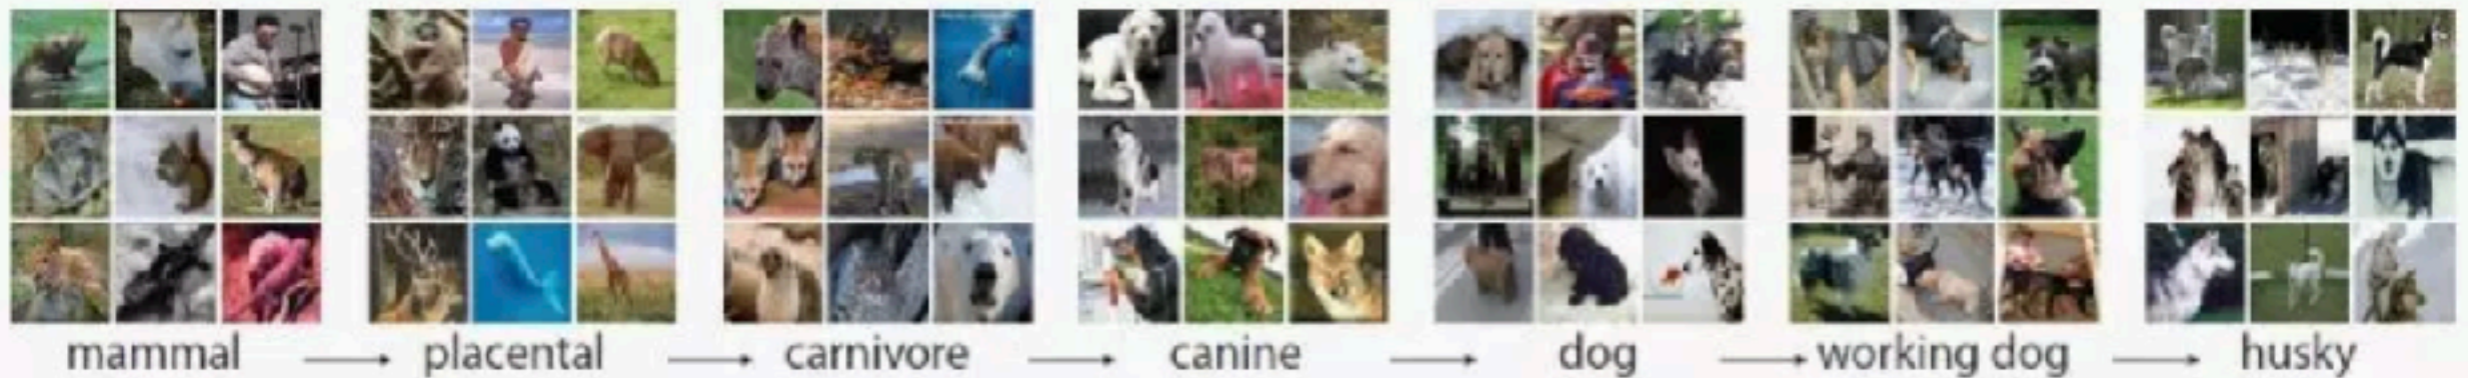 mammal → placental → carnivore → canine → dog → working dog → husky